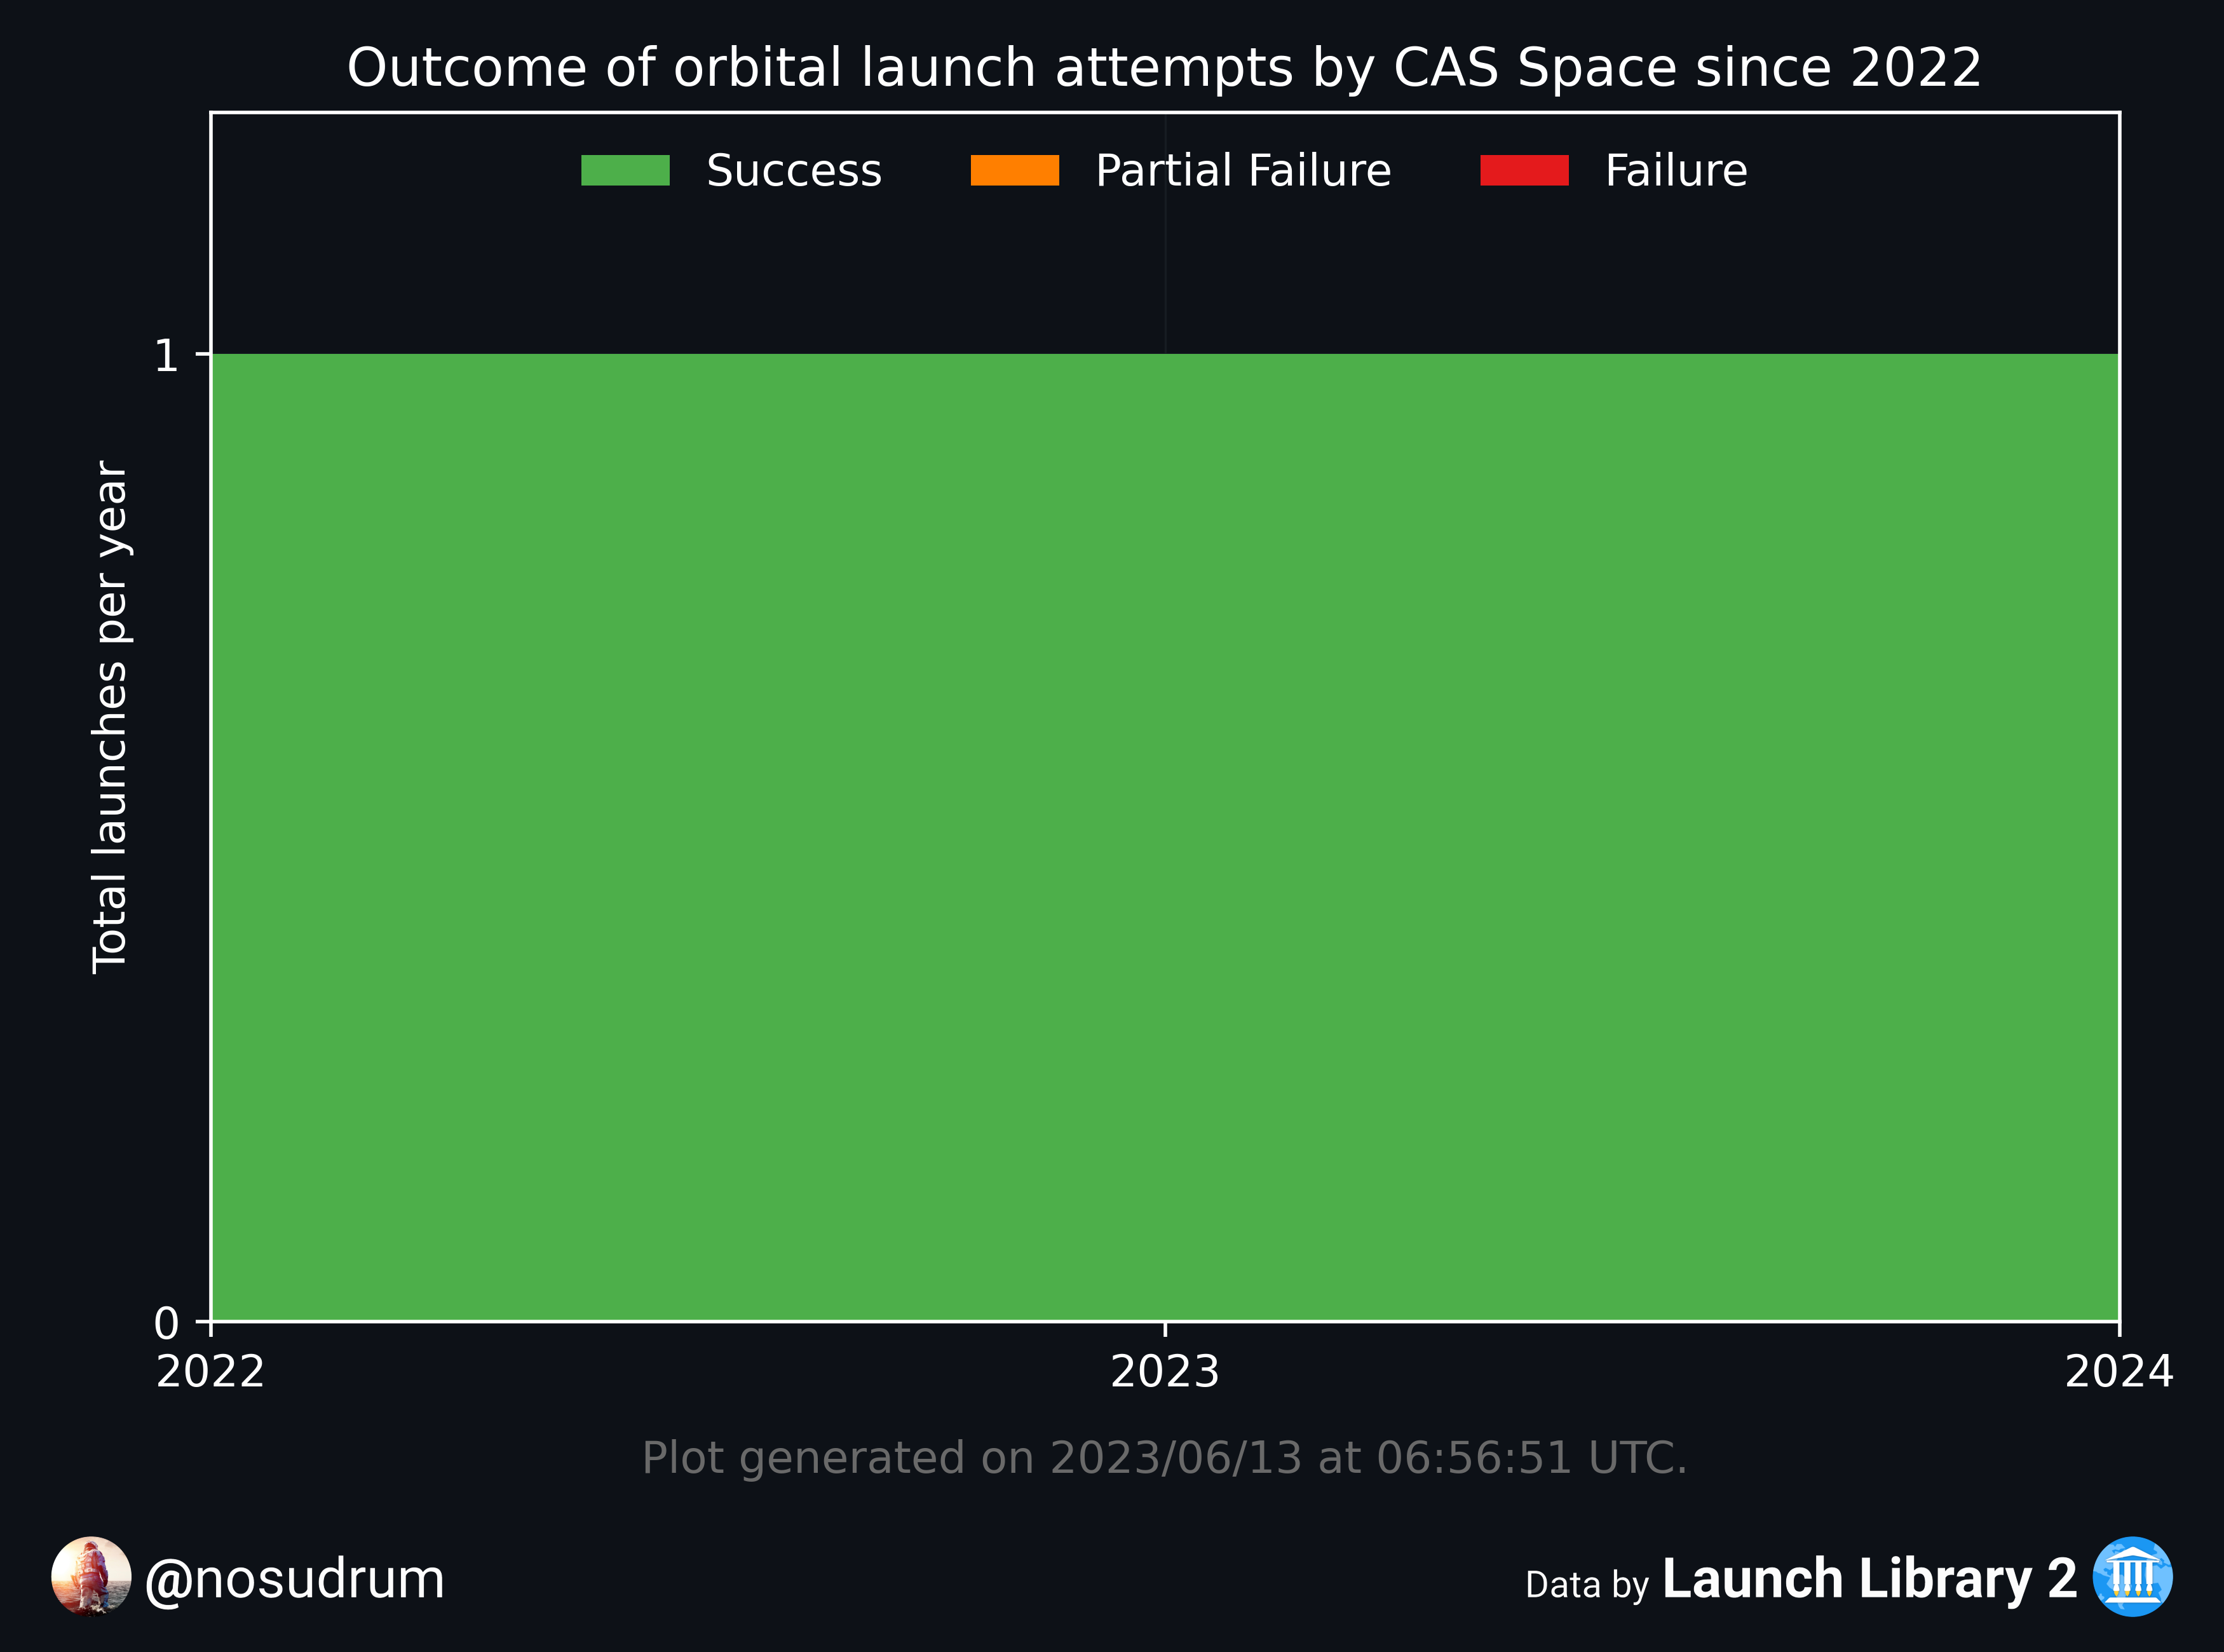 Outcome of orbital launch attempts by CAS Space since 2022
Success Partial Failure Failure
1
Total launches per year
0
2022 2023 2024
Plot generated on 2023/06/13 at 06:56:51 UTC.
@nosudrum
Data by Launch Library 2